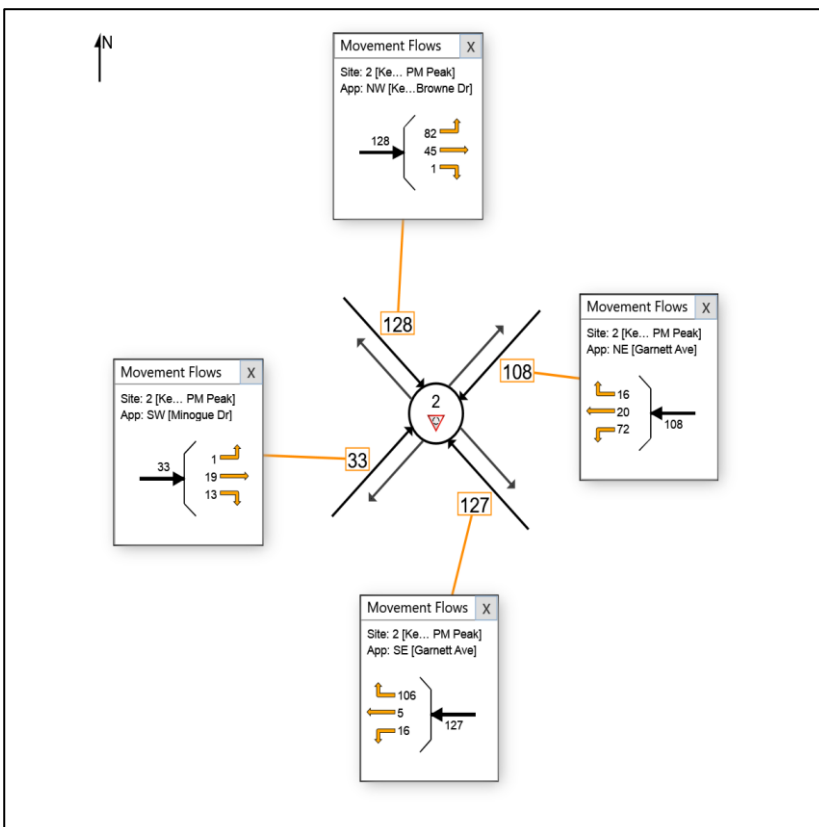 N
Movement Flows X
Site: 2 [Ke... PM Peak]
App: NW [Ke...Browne Dr]
128
82
45
1
128
Movement Flows X
Site: 2 [Ke... PM Peak]
App: NE [Garnett Ave]
16
20
72
108
108
2
Movement Flows X
Site: 2 [Ke... PM Peak]
App: SW [Minogue Dr]
33
1
19
13
33
127
Movement Flows X
Site: 2 [Ke... PM Peak]
App: SE [Garnett Ave]
106
5
16
127